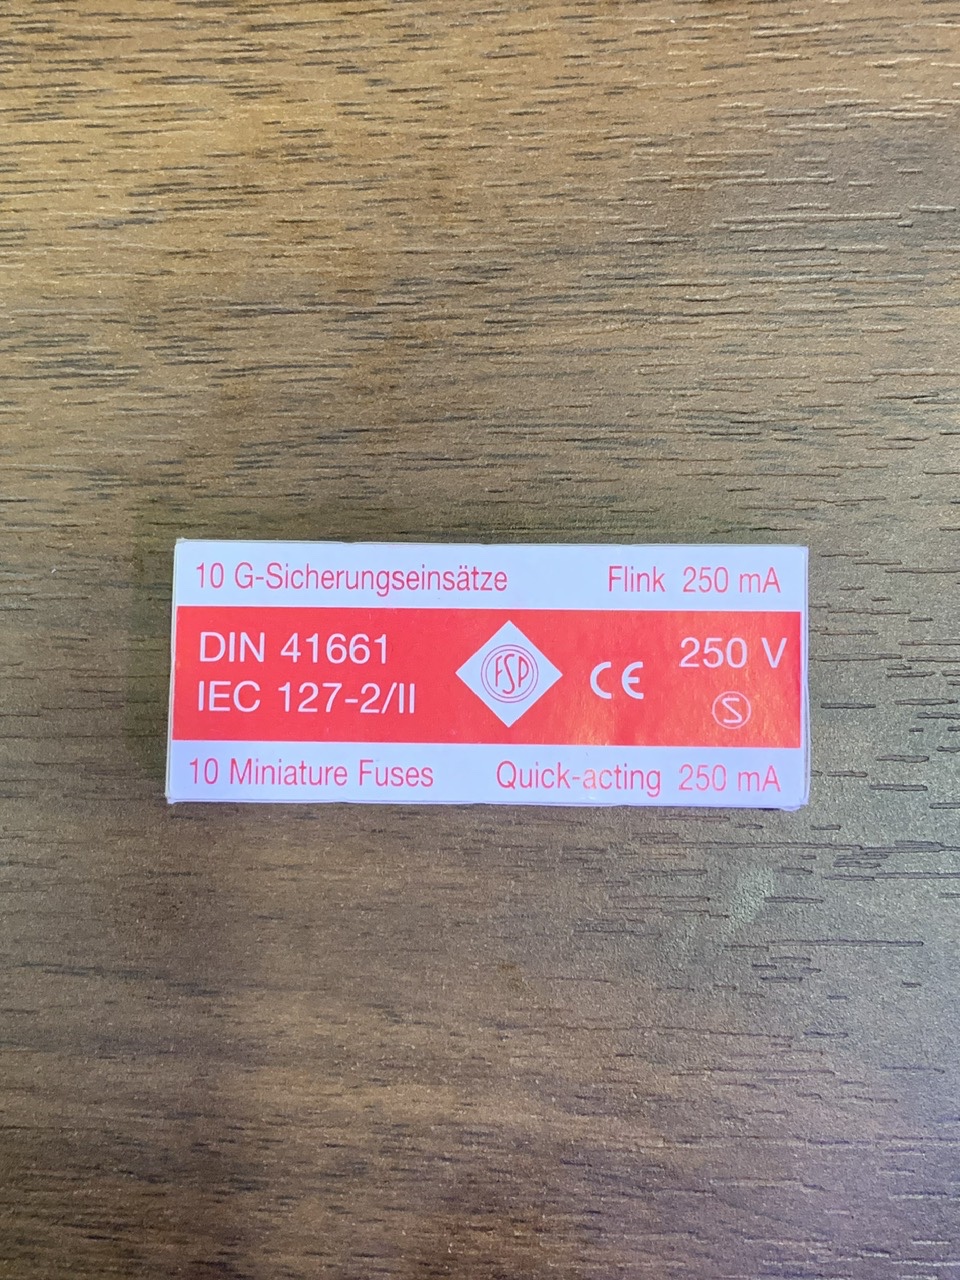 10 G-Sicherungseinsätze Flink 250 mA
DIN 41661
IEC 127-2/II
FSP
CE
250 V
S
10 Miniature Fuses Quick-acting 250 mA